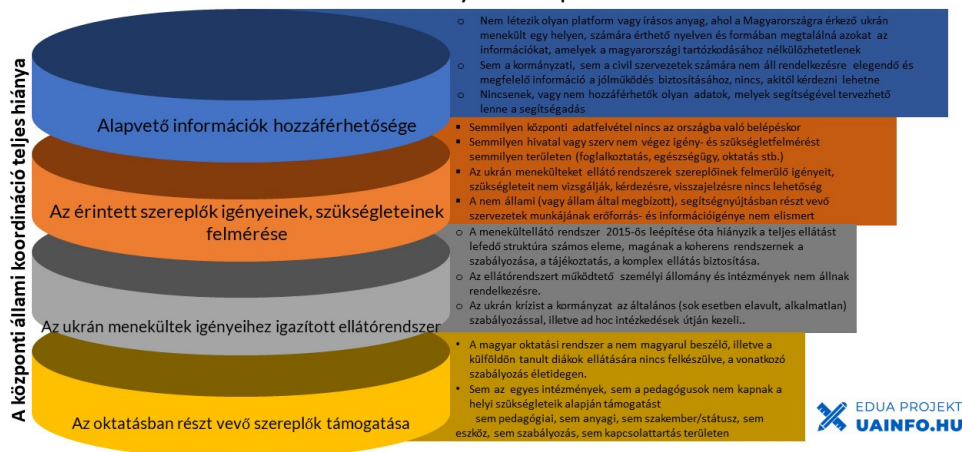 A központi állami koordináció teljes hiánya
Alapvető információk hozzáférhetősége
o Nem létezik olyan platform vagy írásos anyag, ahol a Magyarországra érkező ukrán
menekült egy helyen, számára érthető nyelven és formában megtalálná azokat az
információkat, amelyek a magyarországi tartózkodásához nélkülözhetetlenek
o Sem a kormányzati, sem a civil szervezetek számára nem áll rendelkezésre elegendő és
megfelelő információ a jólműködés biztosításához, nincs, akitől kérdezni lehetne
o Nincsenek, vagy nem hozzáférhetők olyan adatok, melyek segítségével tervezhető
lenne a segítségadás
Az érintett szereplők igényeinek, szükségleteinek
felmérése
▪ Semmilyen központi adatfelvétel nincs az országba való belépéskor
▪ Semmilyen hivatal vagy szerv nem végez igény- és szükségletfelmérést
semmilyen területen (foglalkoztatás, egészségügy, oktatás stb.)
▪ Az ukrán menekülteket ellátó rendszerek szereplőinek felmerülő igényeit,
szükségleteit nem vizsgálják, kérdezésre, visszajelzésre nincs lehetőség
▪ A nem állami (vagy állam által megbízott), segítségnyújtásban részt vevő
szervezetek munkájának erőforrás- és információigénye nem elismert
Az ukrán menekültek igényeihez igazított ellátórendszer
o A menekültellátó rendszer 2015-ös leépítése óta hiányzik a teljes ellátást
lefedő struktúra számos eleme, magának a koherens rendszernek a
szabályozása, a tájékoztatás, a komplex ellátás biztosítása.
o Az ellátórendszert működtető személyi állomány és intézmények nem állnak
rendelkezésre.
o Az ukrán krízist a kormányzat az általános (sok esetben elavult, alkalmatlan)
szabályozással, illetve ad hoc intézkedések útján kezeli..
Az oktatásban részt vevő szereplők támogatása
• A magyar oktatási rendszer a nem magyarul beszélő, illetve a
külföldön tanult diákok ellátására nincs felkészülve, a vonatkozó
szabályozás életidegen.
• Sem az egyes intézmények, sem a pedagógusok nem kapnak a
helyi szükségleteik alapján támogatást
sem pedagógiai, sem anyagi, sem szakember/státusz, sem
eszköz, sem szabályozás, sem kapcsolattartás területen
EDUA PROJEKT
UAINFO.HU